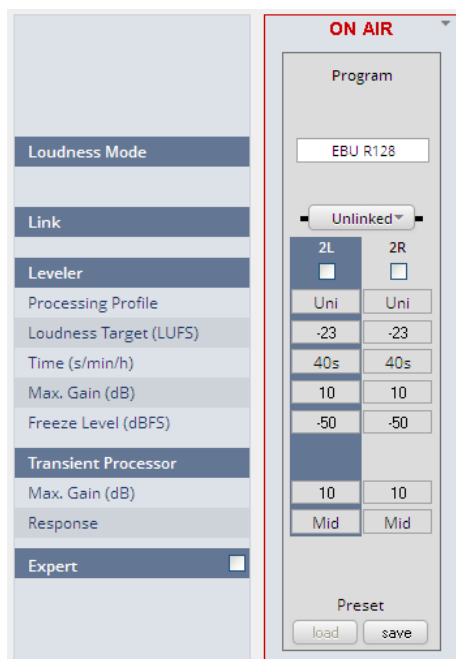 ON AIR
Program
Loudness Mode EBU R128
Link Unlinked
2L 2R
Leveler
Processing Profile Uni Uni
Loudness Target (LUFS) -23 -23
Time (s/min/h) 40s 40s
Max. Gain (dB) 10 10
Freeze Level (dBFS) -50 -50
Transient Processor
Max. Gain (dB) 10 10
Response Mid Mid
Expert
Preset
load save